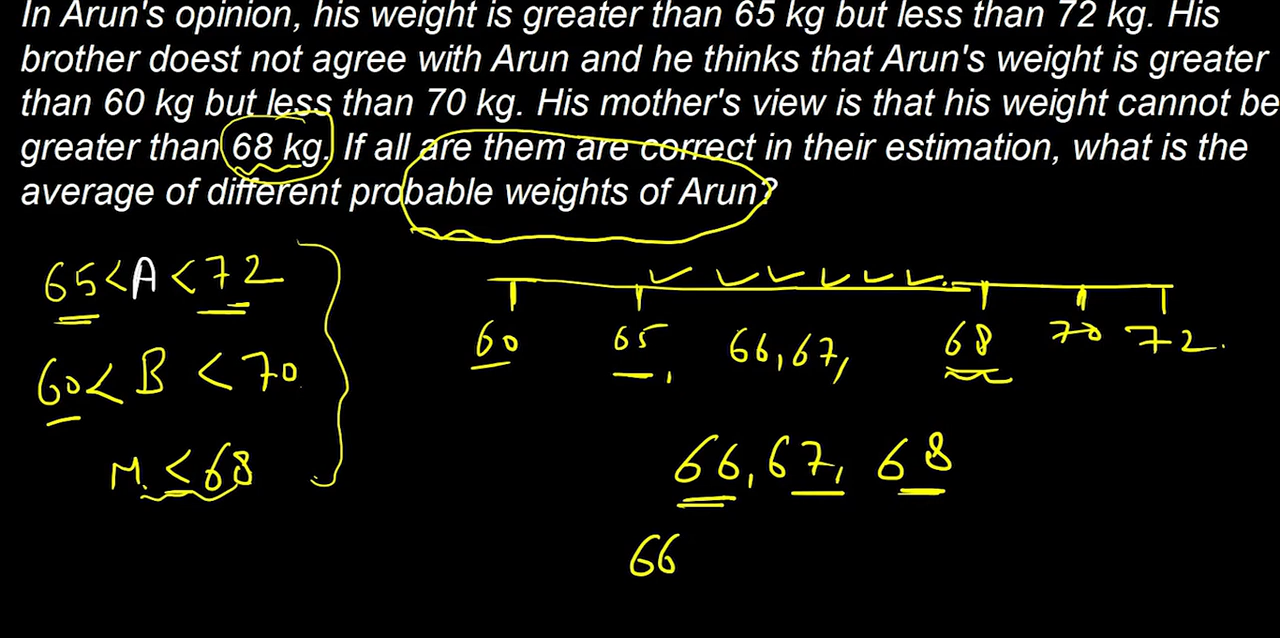 In Arun's opinion, his weight is greater than 65 kg but less than 72 kg. His
brother doest not agree with Arun and he thinks that Arun's weight is greater
than 60 kg but less than 70 kg. His mother's view is that his weight cannot be
greater than 68 kg. If all are them are correct in their estimation, what is the
average of different probable weights of Arun?
65 < A < 72
60 < B < 70
M. ≤ 68
60 65, 66, 67, 68 70 72.
66, 67, 68
66